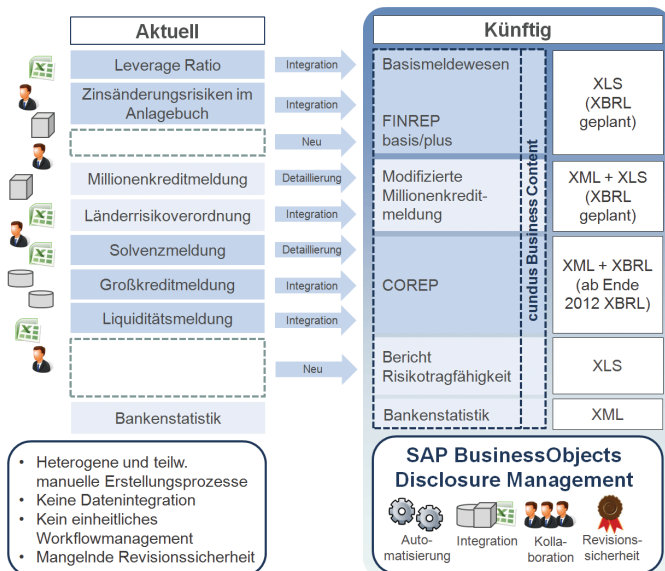 Aktuell
Künftig
Leverage Ratio
Integration
Basismeldewesen
XLS
(XBRL
geplant)
Zinsänderungsrisiken im
Anlagebuch
Integration
FINREP
basis/plus
Neu
Millionenkreditmeldung
Detaillierung
Modifizierte
Millionenkredit-
meldung
XML + XLS
(XBRL
geplant)
Länderrisikoverordnung
Integration
Solvenzmeldung
Detaillierung
COREP
XML + XBRL
(ab Ende
2012 XBRL)
Großkreditmeldung
Integration
Liquiditätsmeldung
Integration
Neu
Bericht
Risikotragfähigkeit
XLS
Bankenstatistik
Bankenstatistik
XML
cundus Business Content
• Heterogene und teilw.
manuelle Erstellungsprozesse
• Keine Datenintegration
• Kein einheitliches
Workflowmanagement
• Mangelnde Revisionssicherheit
SAP BusinessObjects
Disclosure Management
Auto-
matisierung
Integration
Kolla-
boration
Revisions-
sicherheit